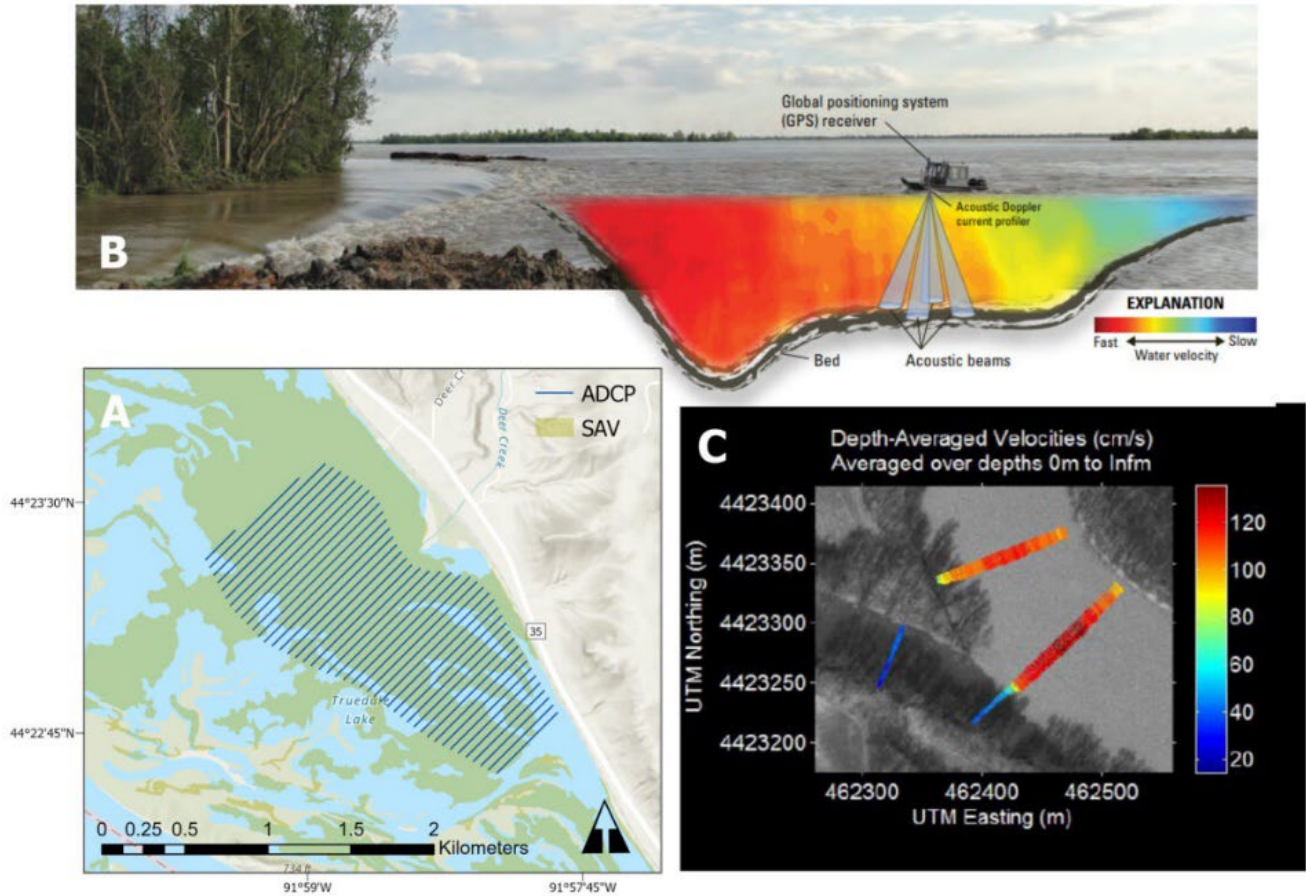 B
Global positioning system
(GPS) receiver
Acoustic Doppler
current profiler
EXPLANATION
Fast
Slow
Water velocity
Bed
Acoustic beams
A
ADCP
SAV
Deer Cr
Deer Creek
44°23'30"N
35
Truedale
Lake
44°22'45"N
0 0.25 0.5 1 1.5 2
Kilometers
734 ft
91°59'W
91°57'45"W
C
Depth-Averaged Velocities (cm/s)
Averaged over depths 0m to Infm
4423400
4423350
4423300
4423250
4423200
UTM Northing (m)
462300 462400 462500
UTM Easting (m)
120
100
80
60
40
20